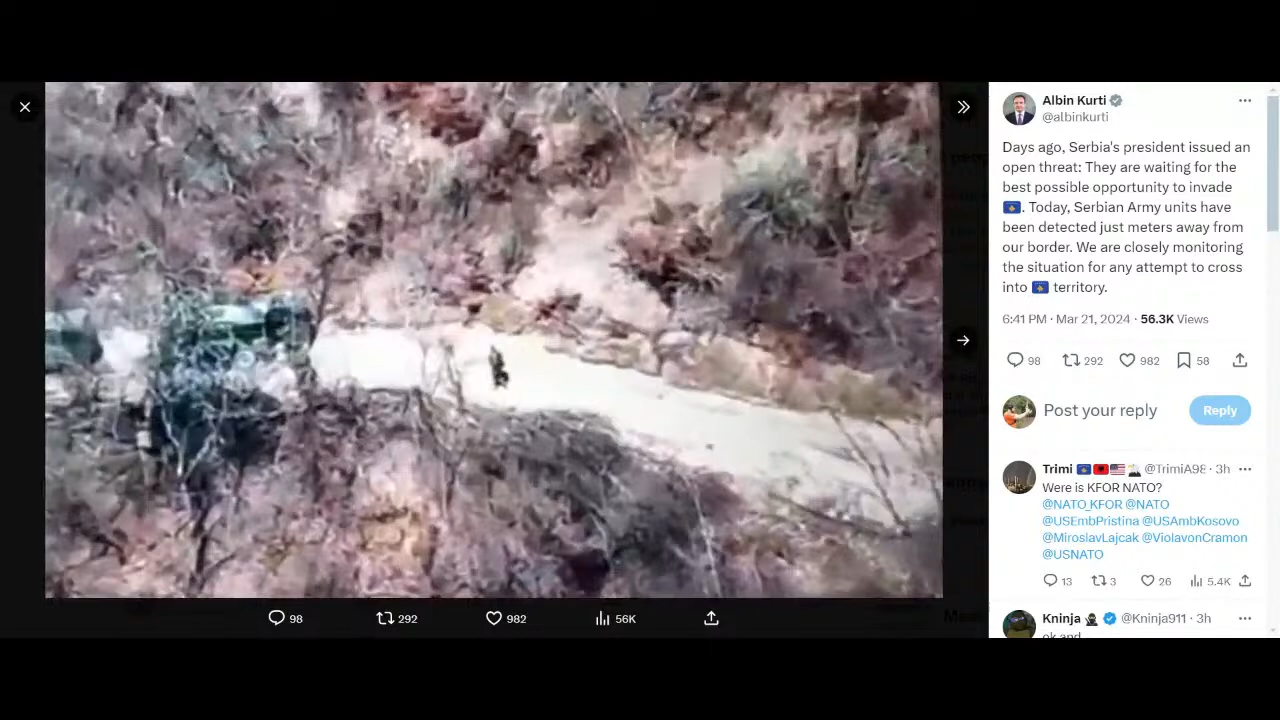 Albin Kurti
@albinkurti
Days ago, Serbia's president issued an
open threat: They are waiting for the
best possible opportunity to invade
🇽🇰. Today, Serbian Army units have
been detected just meters away from
our border. We are closely monitoring
the situation for any attempt to cross
into 🇽🇰 territory.
6:41 PM · Mar 21, 2024 · 56.3K Views
98 292 982 58
Post your reply Reply
Trimi 🇽🇰🇦🇱🇺🇸 @TrimiA98 · 3h
Were is KFOR NATO?
@NATO_KFOR @NATO
@USEmbPristina @USAmbKosovo
@MiroslavLajcak @ViolavonCramon
@USNATO
13 3 26 5.4K
Kninja 🥷 @Kninja911 · 3h
ok and
98 292 982 56K